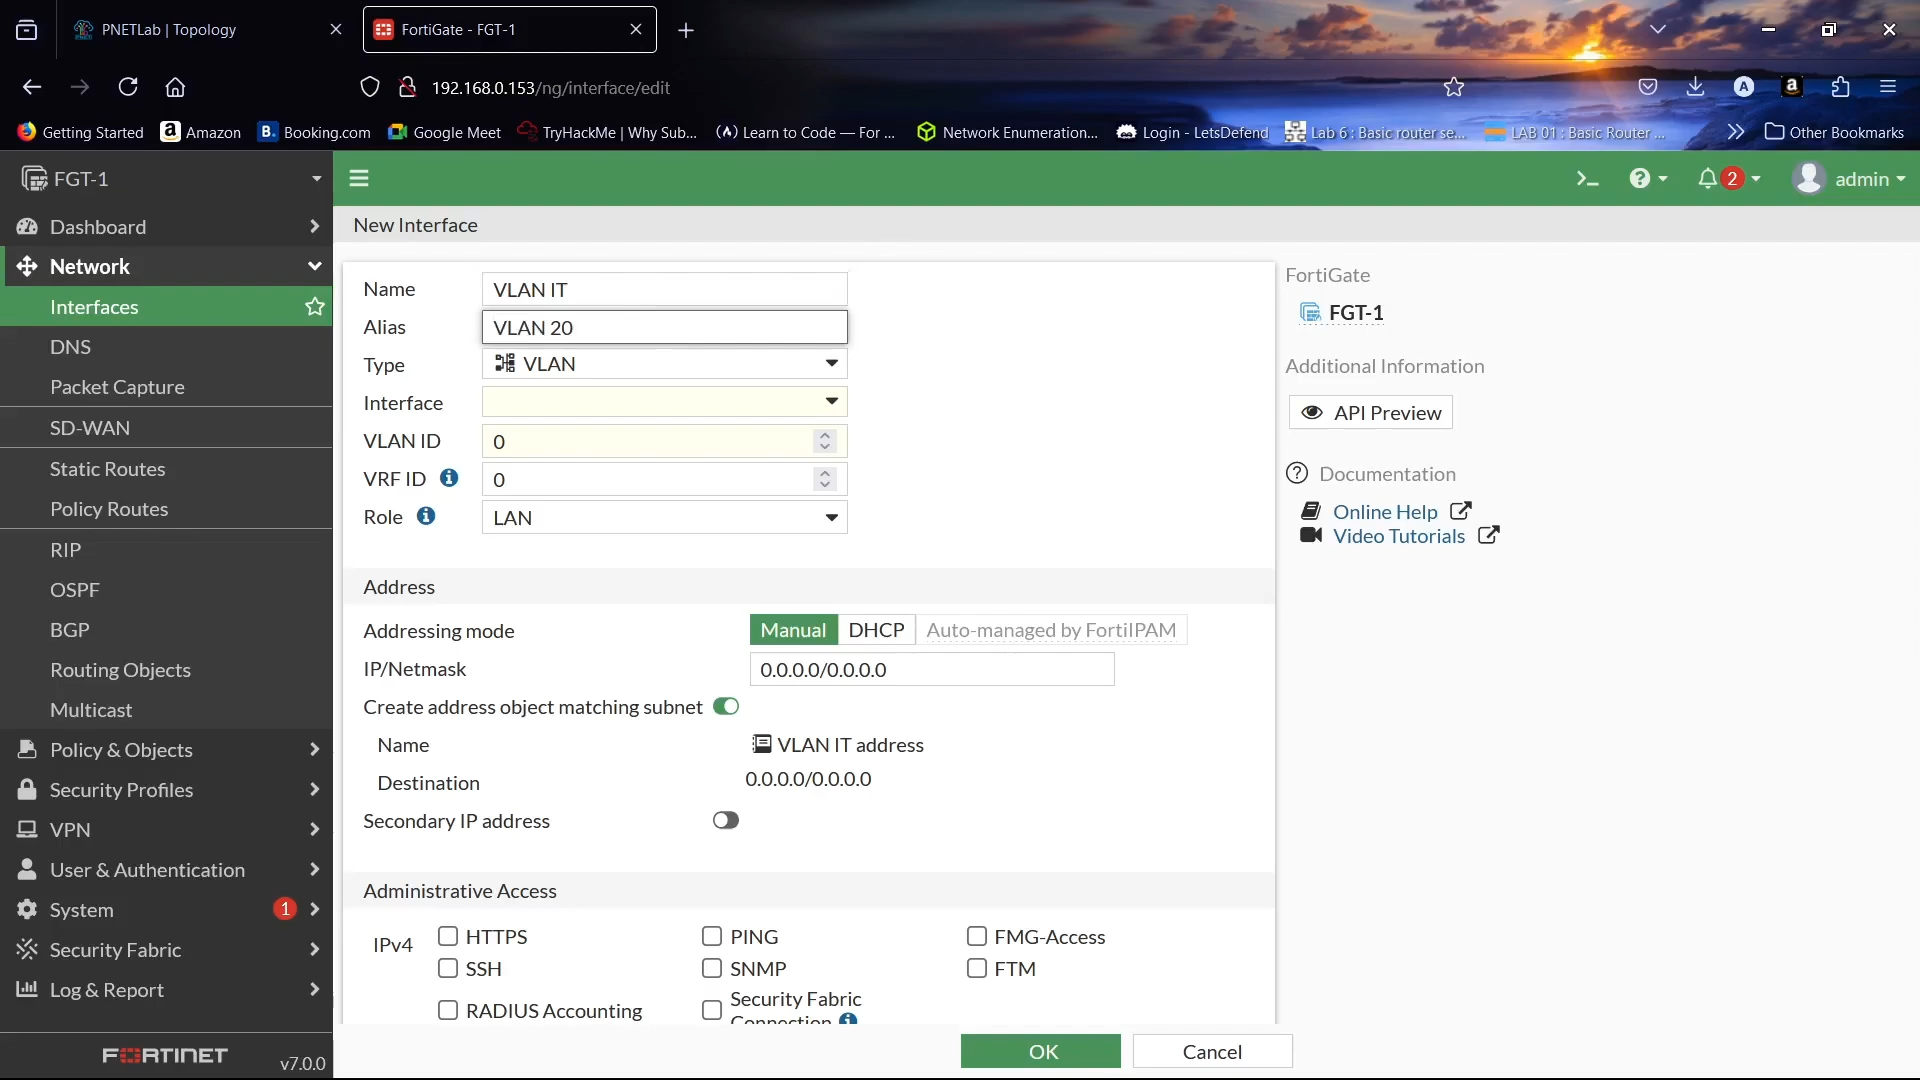 PNETLab | Topology
FortiGate - FGT-1
192.168.0.153/ng/interface/edit
Getting Started
Amazon
Booking.com
Google Meet
TryHackMe | Why Sub...
Learn to Code — For ...
Network Enumeration...
Login - LetsDefend
Lab 6 : Basic router se...
LAB 01 : Basic Router ...
Other Bookmarks
FGT-1
2
admin
Dashboard
Network
Interfaces
DNS
Packet Capture
SD-WAN
Static Routes
Policy Routes
RIP
OSPF
BGP
Routing Objects
Multicast
Policy & Objects
Security Profiles
VPN
User & Authentication
System 1
Security Fabric
Log & Report
FORTINET v7.0.0
New Interface
Name VLAN IT
Alias VLAN 20
Type VLAN
Interface
VLAN ID 0
VRF ID 0
Role LAN
Address
Addressing mode Manual DHCP Auto-managed by FortiIPAM
IP/Netmask 0.0.0.0/0.0.0.0
Create address object matching subnet
Name VLAN IT address
Destination 0.0.0.0/0.0.0.0
Secondary IP address
Administrative Access
IPv4 HTTPS PING FMG-Access
SSH SNMP FTM
RADIUS Accounting Security Fabric
Connection
OK Cancel
FortiGate
FGT-1
Additional Information
API Preview
Documentation
Online Help
Video Tutorials